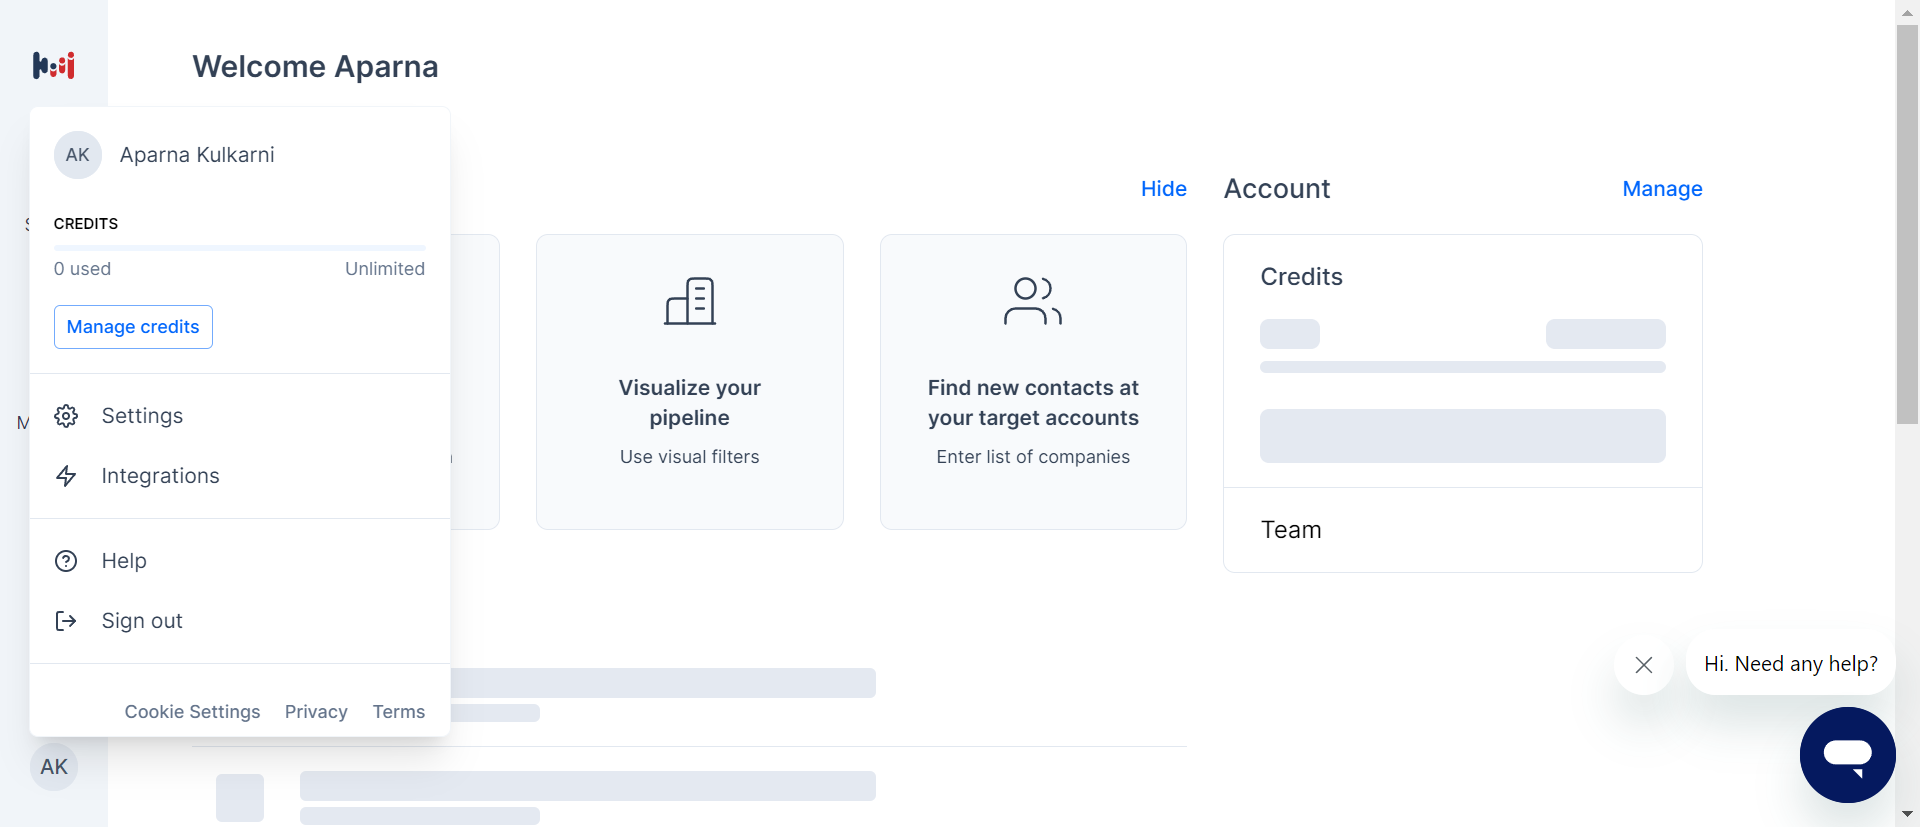 Welcome Aparna
AK
Aparna Kulkarni
CREDITS
0 used
Unlimited
Manage credits
Settings
Integrations
Help
Sign out
Cookie Settings
Privacy
Terms
AK
Hide
Visualize your
pipeline
Use visual filters
Find new contacts at
your target accounts
Enter list of companies
Account
Manage
Credits
Team
Hi. Need any help?